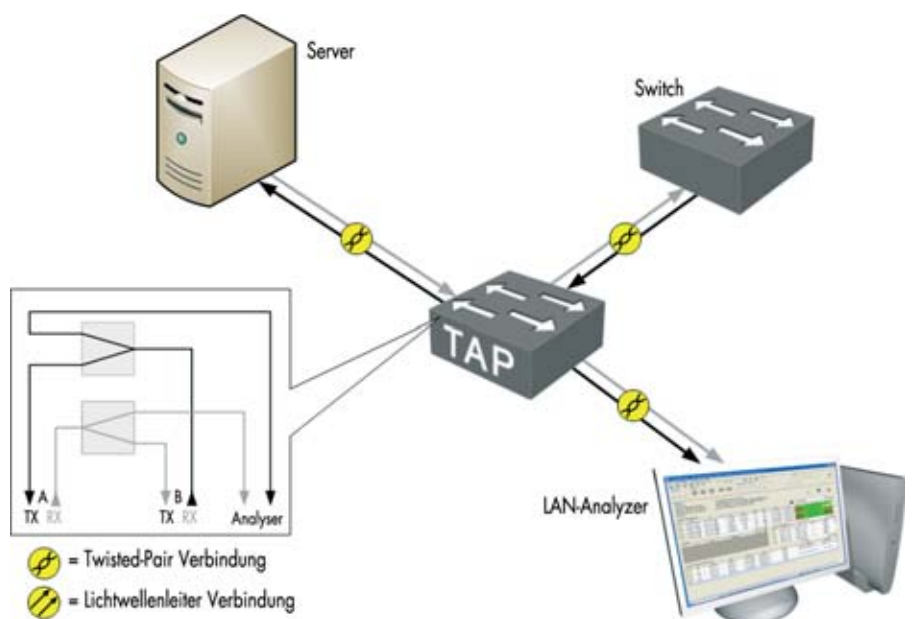 Server
Switch
TAP
A
B
TX RX
TX RX
Analyser
LAN-Analyzer
= Twisted-Pair Verbindung
= Lichtwellenleiter Verbindung